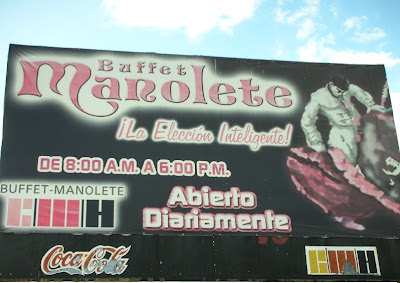 Buffet
Manolete
¡La Elección Inteligente!
DE 8:00 A.M. A 6:00 P.M.
BUFFET-MANOLETE
Abierto
Diariamente
Coca-Cola